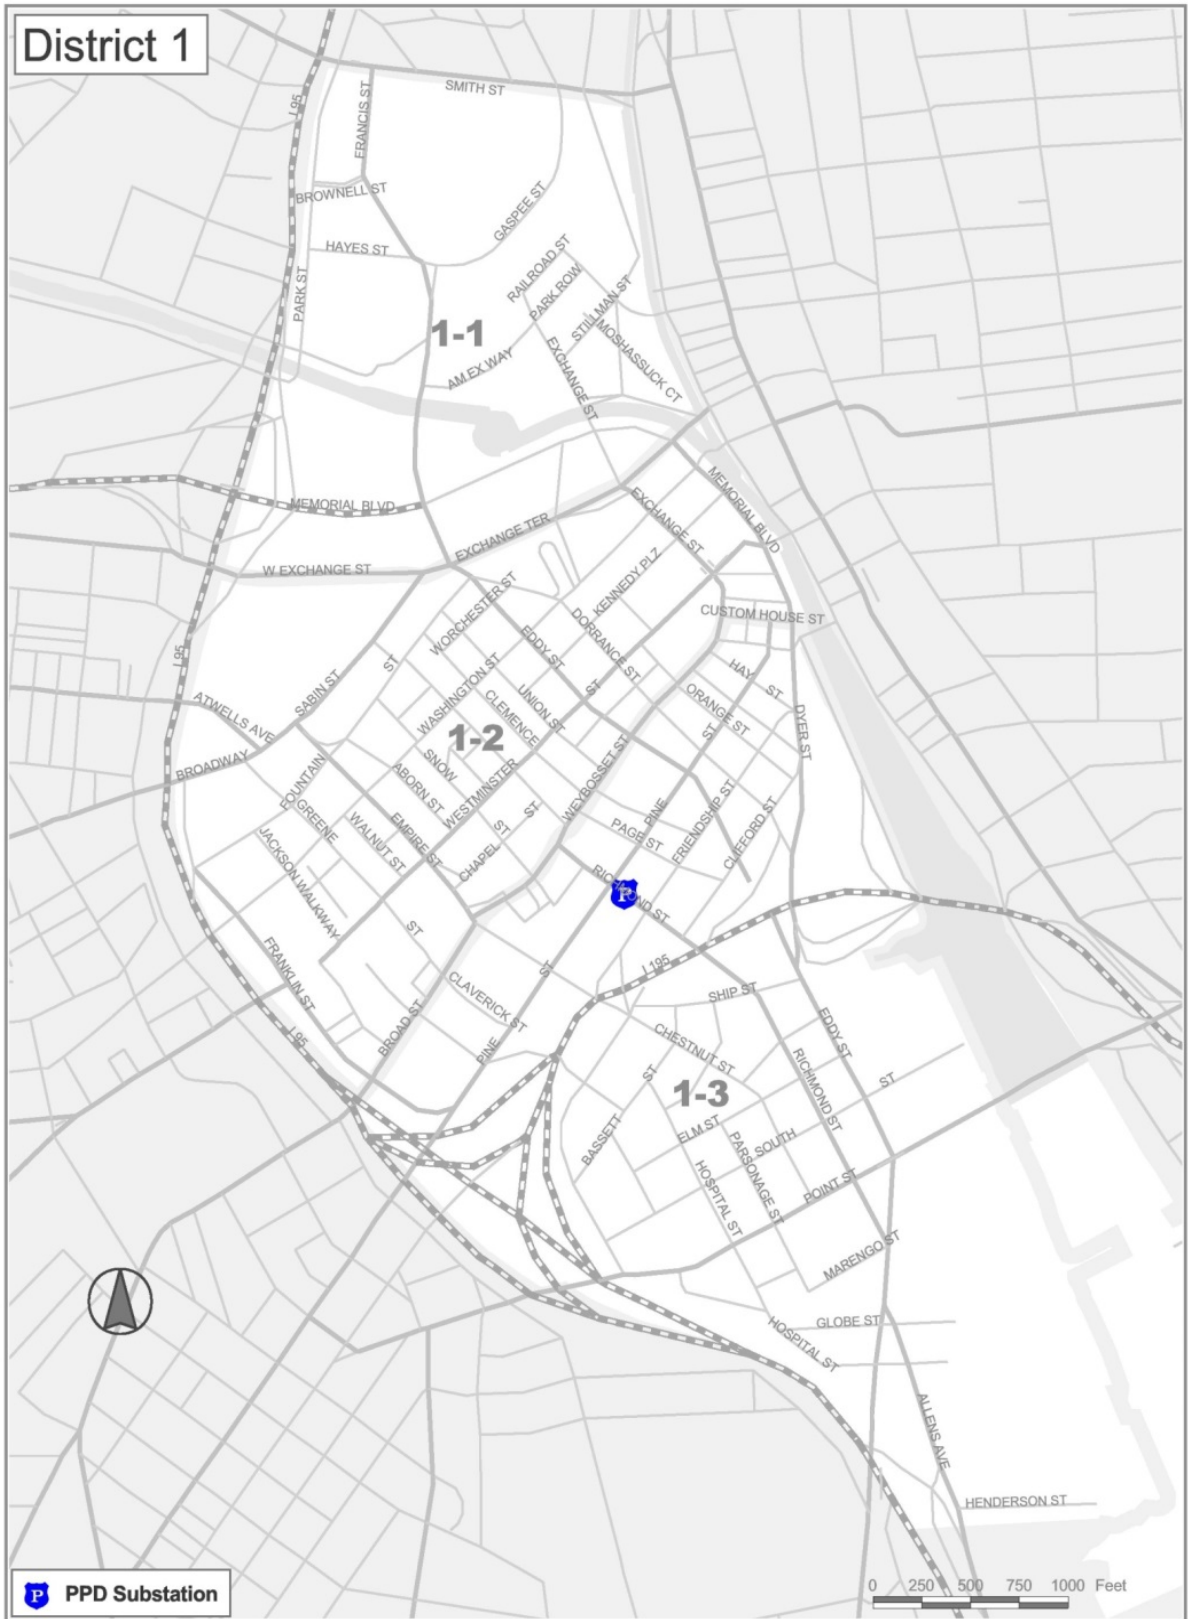 District 1
SMITH ST
I 95
FRANCIS ST
BROWNELL ST
GASPEE ST
HAYES ST
RAILROAD ST
PARK ROW
PARK ST
STILLMAN ST
1-1
MOSHASSUCK CT
AM EX WAY
EXCHANGE ST
MEMORIAL BLVD
MEMORIAL BLVD
EXCHANGE ST
EXCHANGE TER
W EXCHANGE ST
KENNEDY PLZ
WORCHESTER ST
DORRANCE ST
CUSTOM HOUSE ST
EDDY ST
I 95
ST
SABIN ST
WASHINGTON ST
HAY ST
ST
UNION ST
CLEMENCE
ORANGE ST
ATWELLS AVE
1-2
ST
DYER ST
BROADWAY
SNOW
WEYBOSSET ST
FOUNTAIN
ABORN ST
WESTMINSTER
FRIENDSHIP ST
GREENE
WALNUT ST
EMPIRE ST
ST
ST
PINE
PAGE ST
CLIFFORD ST
JACKSON WALKWAY
CHAPEL
RICHMOND ST
P
ST
FRANKLIN ST
ST
I 195
CLAVERICK ST
SHIP ST
BROAD ST
PINE
I 95
CHESTNUT ST
EDDY ST
ST
1-3
RICHMOND ST
ST
BASSETT
ELM ST
PARSONAGE ST
SOUTH
HOSPITAL ST
POINT ST
MARENGO ST
GLOBE ST
HOSPITAL ST
ALLENS AVE
HENDERSON ST
P PPD Substation
0 250 500 750 1000 Feet